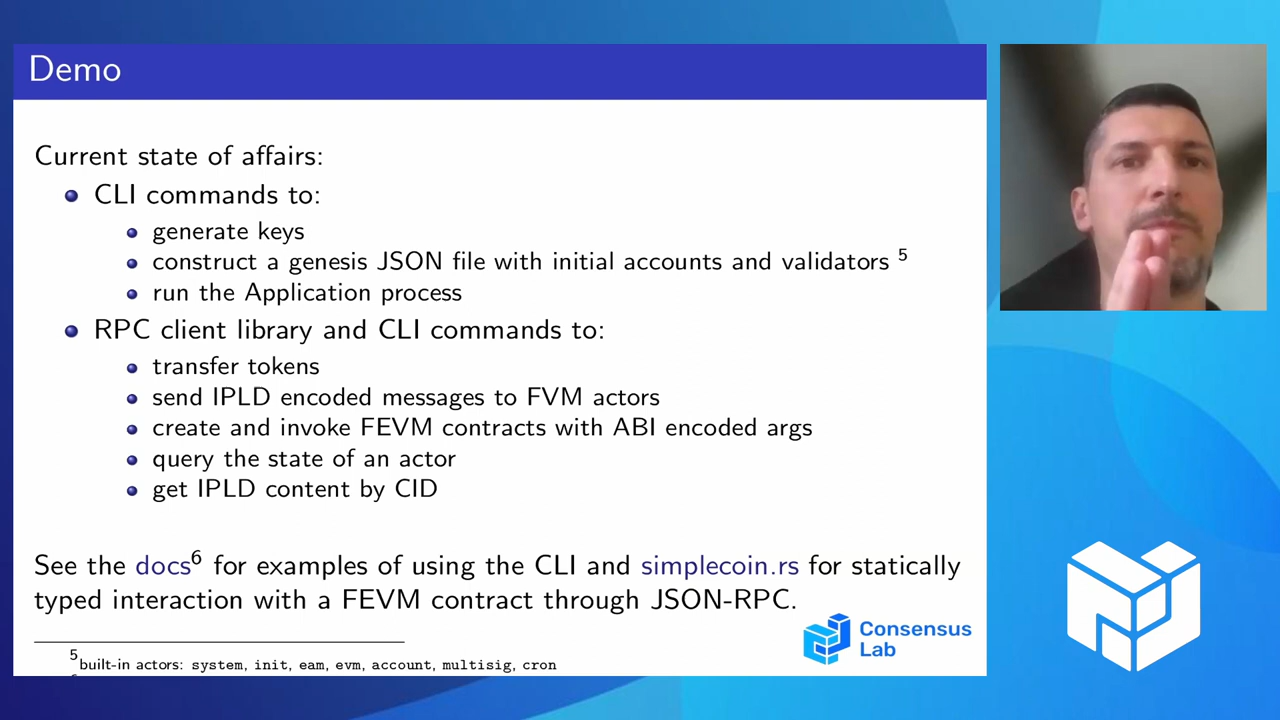 Demo
Current state of affairs:
CLI commands to:
generate keys
construct a genesis JSON file with initial accounts and validators 5
run the Application process
RPC client library and CLI commands to:
transfer tokens
send IPLD encoded messages to FVM actors
create and invoke FEVM contracts with ABI encoded args
query the state of an actor
get IPLD content by CID
See the docs6 for examples of using the CLI and simplecoin.rs for statically
typed interaction with a FEVM contract through JSON-RPC.
5built-in actors: system, init, eam, evm, account, multisig, cron
Consensus
Lab